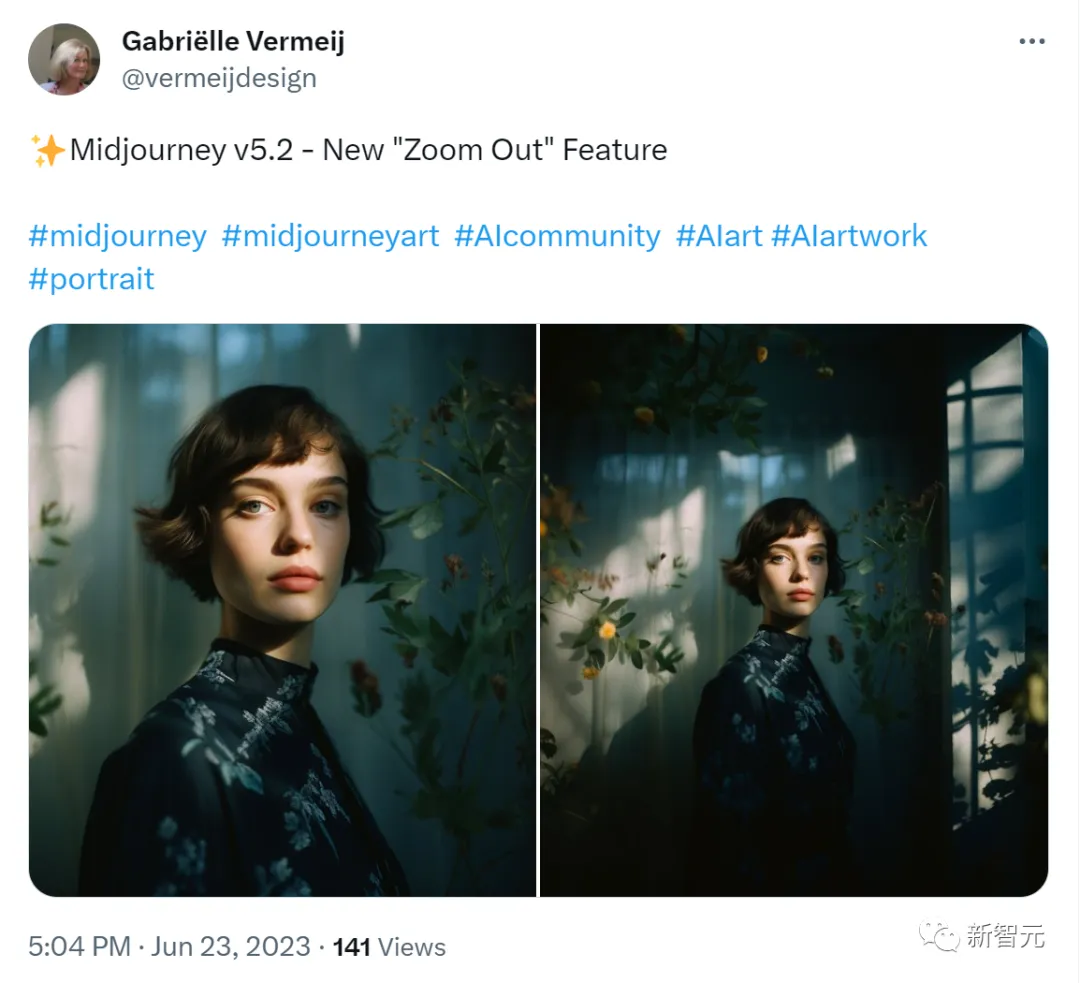 Gabriëlle Vermeij
@vermeijdesign
✨Midjourney v5.2 - New "Zoom Out" Feature
#midjourney #midjourneyart #AIcommunity #AIart #AIartwork
#portrait
5:04 PM · Jun 23, 2023 · 141 Views
新智元